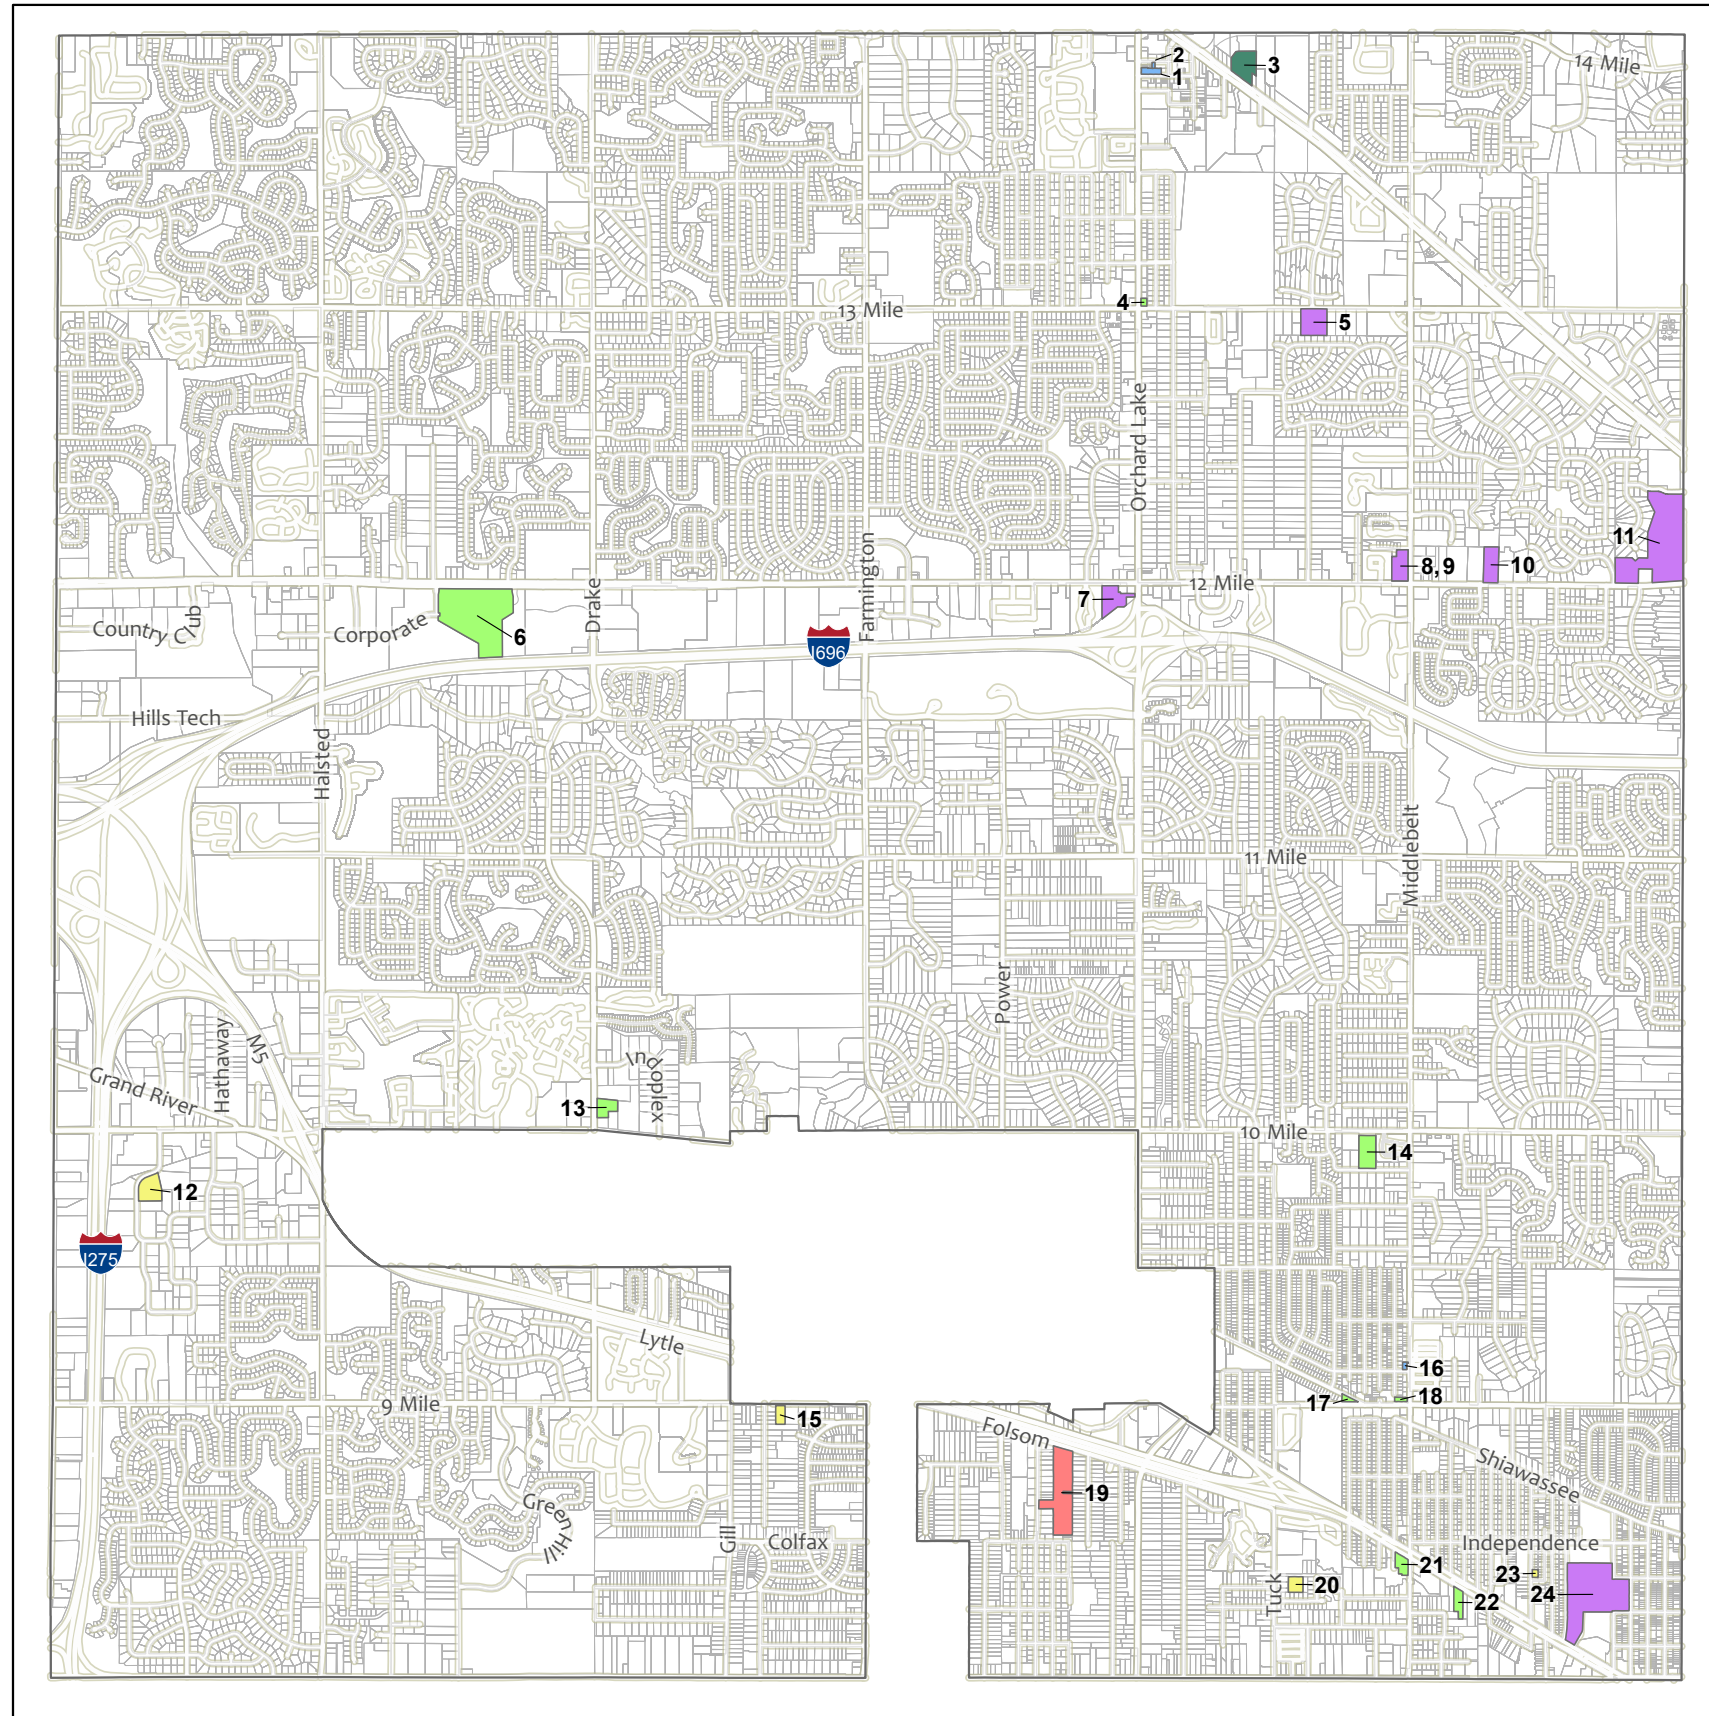 2
1
3
14 Mile
4
13 Mile
5
Orchard Lake
11
8, 9
10
Farmington
12 Mile
7
Drake
Country Club
Corporate
6
I696
Hills Tech
Halsted
Middlebelt
11 Mile
Power
Hathaway
M5
Indoplex
Grand River
13
10 Mile
14
12
I275
Lytle
16
17
18
9 Mile
15
Folsom
Shiawassee
19
Green Hill
Gill
Colfax
Independence
21
23
20
Tuck
22
24